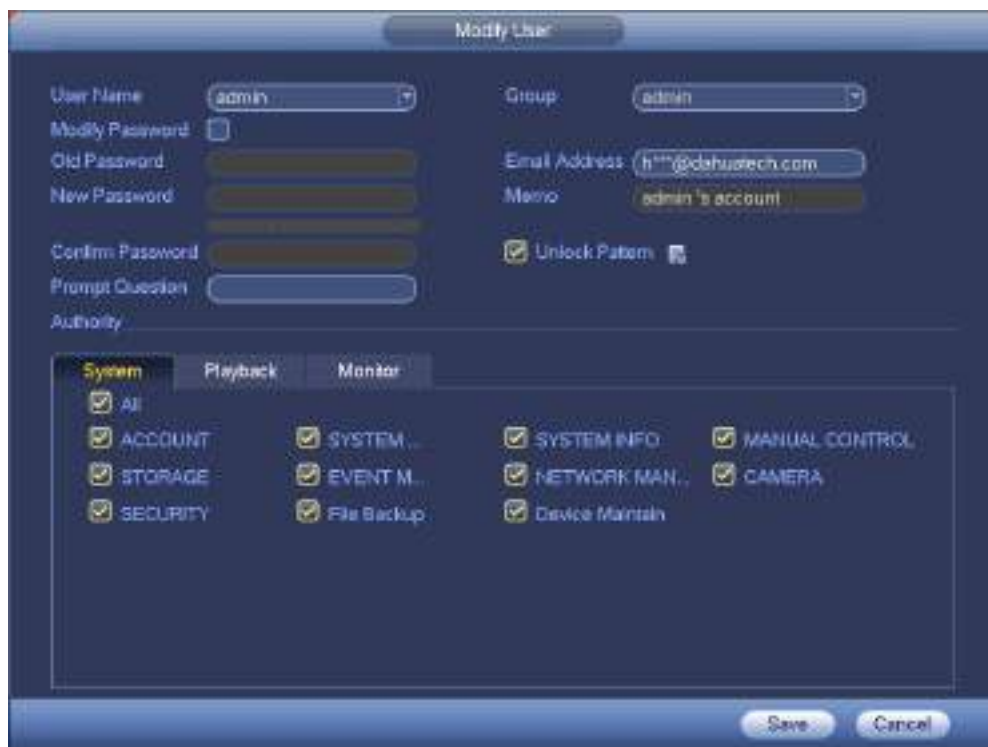 Modify User
User Name admin Group admin
Modify Password
Old Password Email Address h***@dahuatech.com
New Password Memo admin 's account
Confirm Password Unlock Pattern
Prompt Question
Authority
System Playback Monitor
All
ACCOUNT SYSTEM ... SYSTEM INFO MANUAL CONTROL
STORAGE EVENT M... NETWORK MAN... CAMERA
SECURITY File Backup Device Maintain
Save Cancel